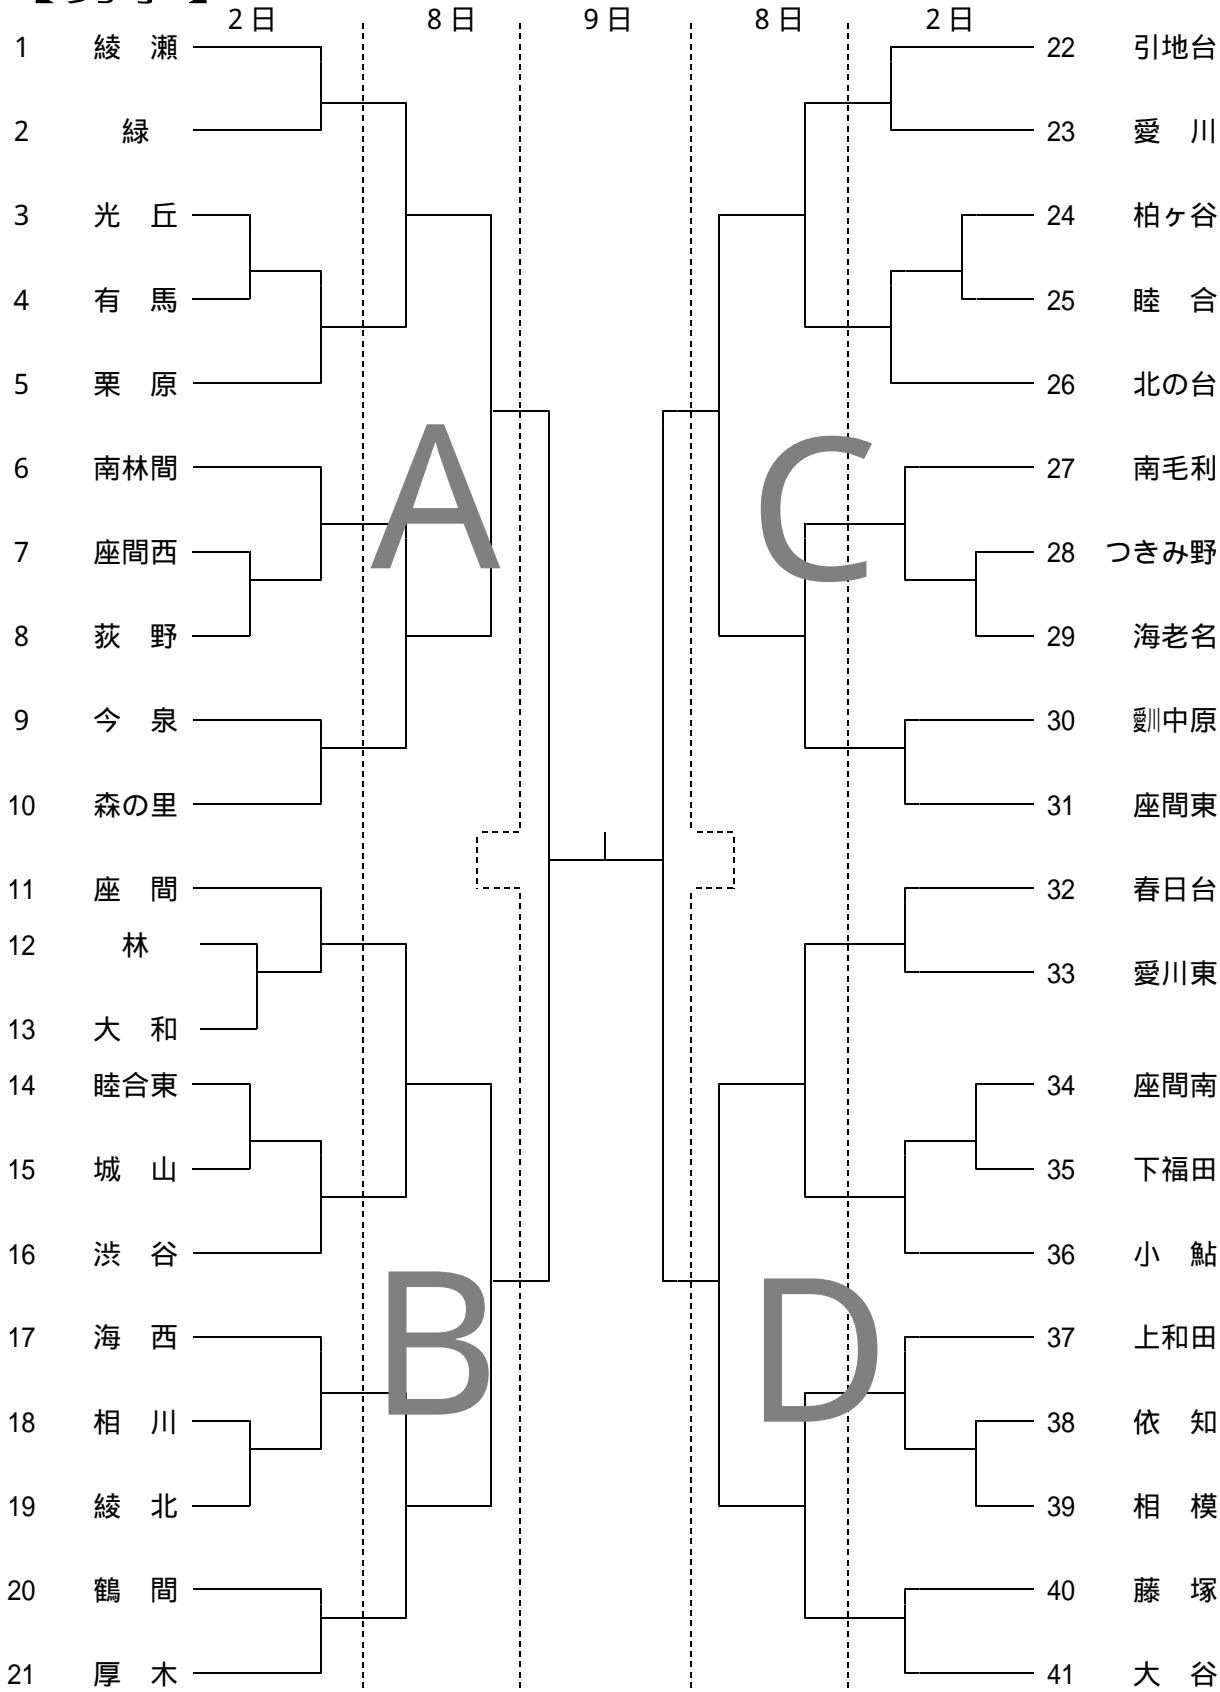 2日 8日 9日 8日 2日
1 綾 瀬
2 緑
3 光 丘
4 有 馬
5 栗 原
6 南林間
7 座間西
8 荻 野
9 今 泉
10 森の里
11 座 間
12 林
13 大 和
14 睦合東
15 城 山
16 渋 谷
17 海 西
18 相 川
19 綾 北
20 鶴 間
21 厚 木
A
B
C
D
22 引地台
23 愛 川
24 柏ヶ谷
25 睦 合
26 北の台
27 南毛利
28 つきみ野
29 海老名
30 愛川中原
31 座間東
32 春日台
33 愛川東
34 座間南
35 下福田
36 小 鮎
37 上和田
38 依 知
39 相 模
40 藤 塚
41 大 谷